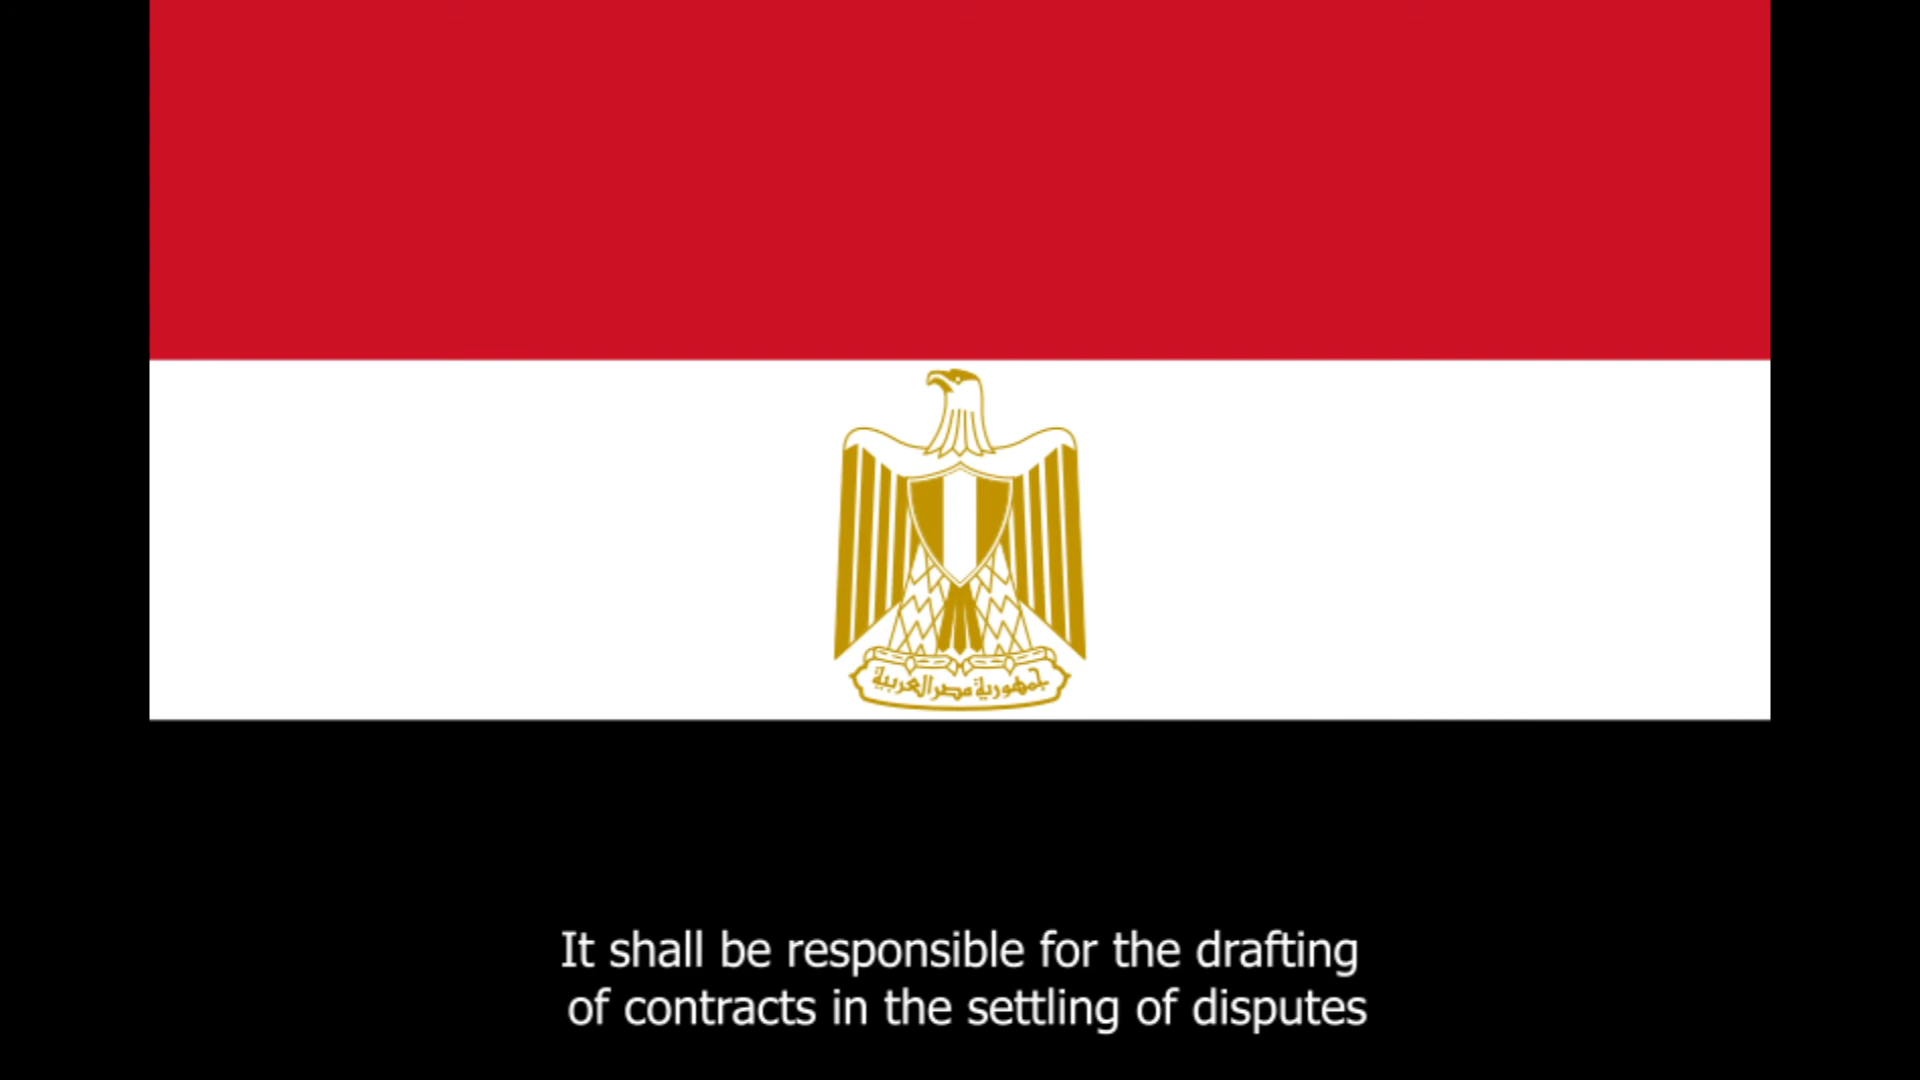 جمهورية مصر العربية
It shall be responsible for the drafting
of contracts in the settling of disputes